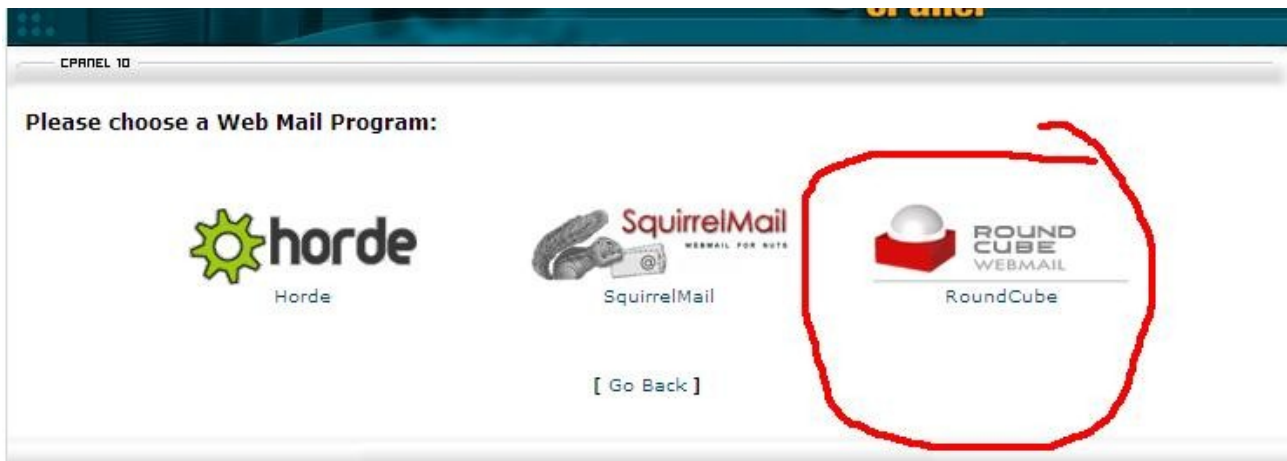 CPANEL 10
Please choose a Web Mail Program:
horde
Horde
SquirrelMail
WEBMAIL FOR NUTS
@
SquirrelMail
ROUND
CUBE
WEBMAIL
RoundCube
[ Go Back ]